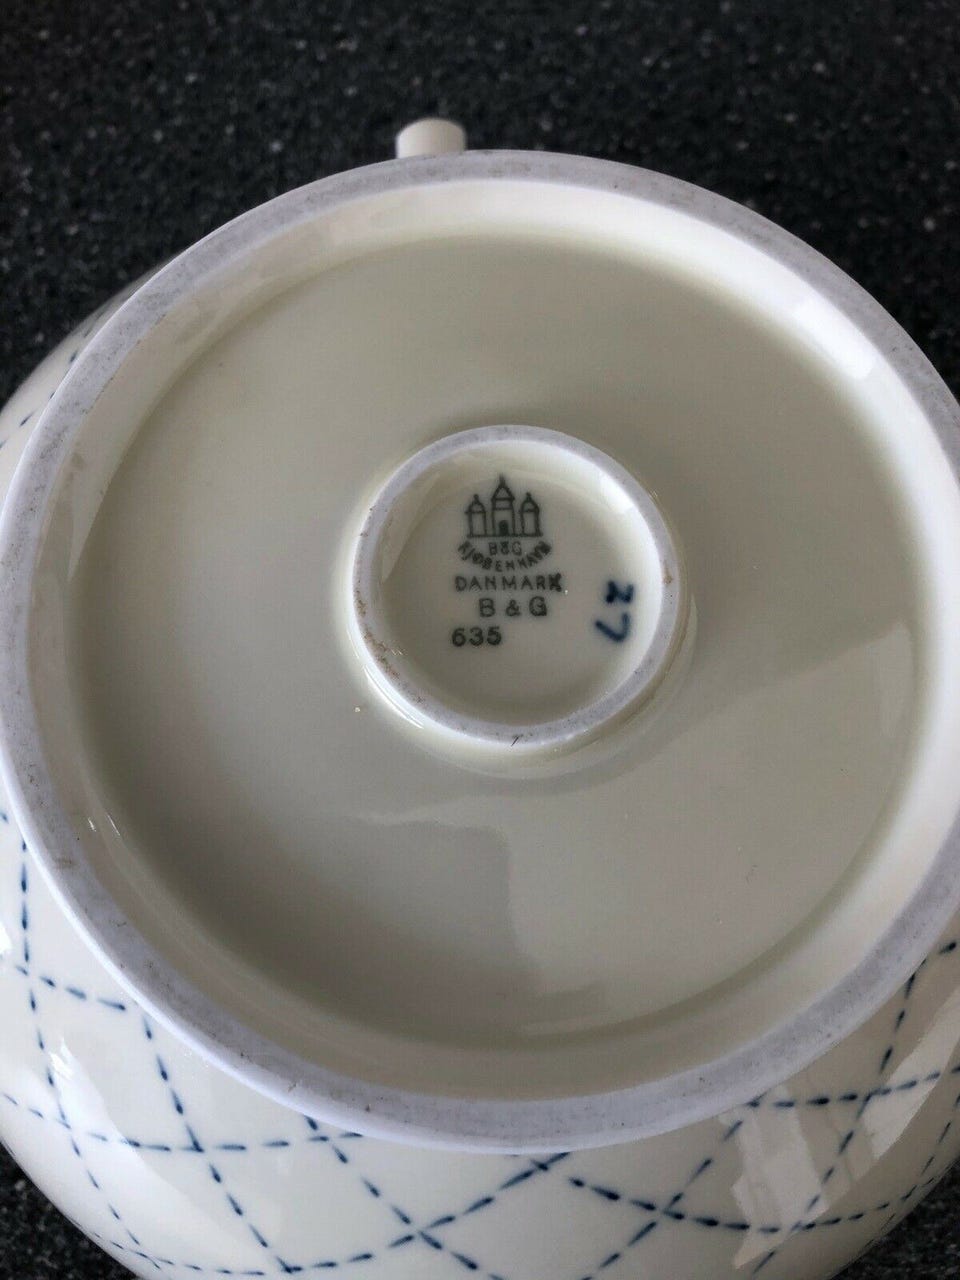 B&G
KJØBENHAVN
DANMARK
B & G
635
27